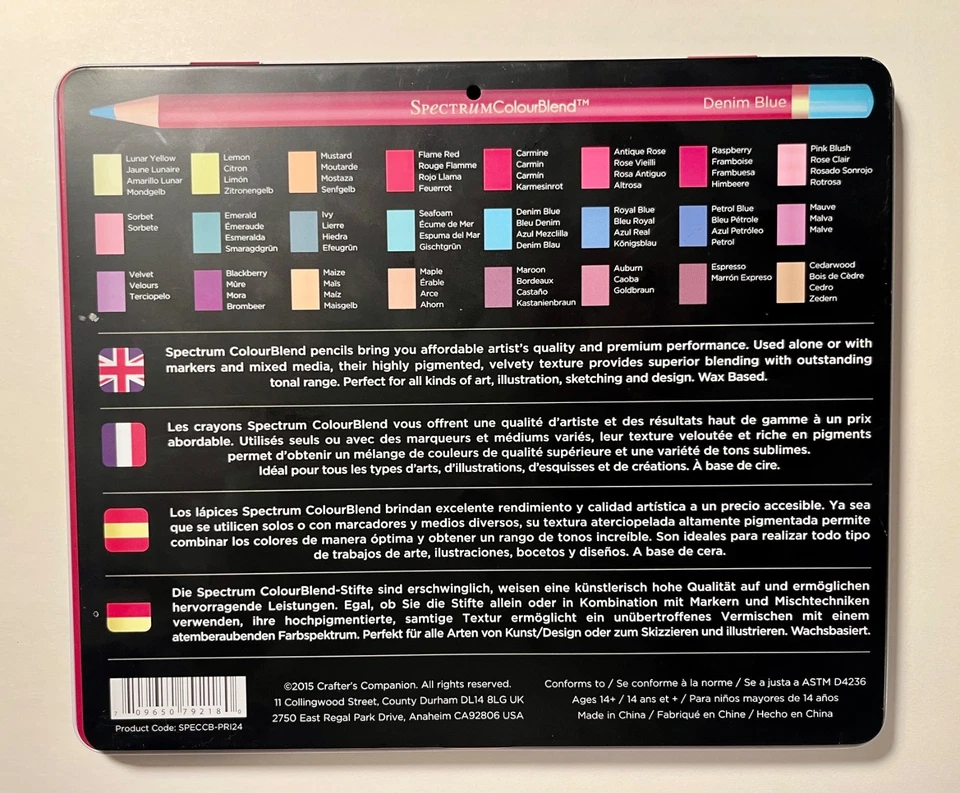 SPECTRUMCOLOURBLEND™ Denim Blue
Lunar Yellow
Jaune Lunaire
Amarillo Lunar
Mondgelb
Lemon
Citron
Limón
Zitronengelb
Mustard
Moutarde
Mostaza
Senfgelb
Flame Red
Rouge Flamme
Rojo Llama
Feuerrot
Carmine
Carmin
Carmín
Karmesinrot
Antique Rose
Rose Vieilli
Rosa Antiguo
Altrosa
Raspberry
Framboise
Frambuesa
Himbeere
Pink Blush
Rose Clair
Rosado Sonrojo
Rotrosa
Sorbet
Sorbete
Emerald
Émeraude
Esmeralda
Smaragdgrün
Ivy
Lierre
Hiedra
Efeugrün
Seafoam
Écume de Mer
Espuma del Mar
Gischtgrün
Denim Blue
Bleu Denim
Azul Mezclilla
Denim Blau
Royal Blue
Bleu Royal
Azul Real
Königsblau
Petrol Blue
Bleu Pétrole
Azul Petróleo
Petrol
Mauve
Malva
Malve
Velvet
Velours
Terciopelo
Blackberry
Mûre
Mora
Brombeer
Maize
Maïs
Maíz
Maisgelb
Maple
Érable
Arce
Ahorn
Maroon
Bordeaux
Castaño
Kastanienbraun
Auburn
Caoba
Goldbraun
Espresso
Marrón Expreso
Cedarwood
Bois de Cèdre
Cedro
Zedern
Spectrum ColourBlend pencils bring you affordable artist's quality and premium performance. Used alone or with
markers and mixed media, their highly pigmented, velvety texture provides superior blending with outstanding
tonal range. Perfect for all kinds of art, illustration, sketching and design. Wax Based.
Les crayons Spectrum ColourBlend vous offrent une qualité d'artiste et des résultats haut de gamme à un prix
abordable. Utilisés seuls ou avec des marqueurs et médiums variés, leur texture veloutée et riche en pigments
permet d'obtenir un mélange de couleurs de qualité supérieure et une variété de tons sublimes.
Idéal pour tous les types d'arts, d'illustrations, d'esquisses et de créations. À base de cire.
Los lápices Spectrum ColourBlend brindan excelente rendimiento y calidad artística a un precio accesible. Ya sea
que se utilicen solos o con marcadores y medios diversos, su textura aterciopelada altamente pigmentada permite
combinar los colores de manera óptima y obtener un rango de tonos increíble. Son ideales para realizar todo tipo
de trabajos de arte, ilustraciones, bocetos y diseños. A base de cera.
Die Spectrum ColourBlend-Stifte sind erschwinglich, weisen eine künstlerisch hohe Qualität auf und ermöglichen
hervorragende Leistungen. Egal, ob Sie die Stifte allein oder in Kombination mit Markern und Mischtechniken
verwenden, ihre hochpigmentierte, samtige Textur ermöglicht ein unübertroffenes Vermischen mit einem
atemberaubenden Farbspektrum. Perfekt für alle Arten von Kunst/Design oder zum Skizzieren und illustrieren. Wachsbasiert.
7 09650 79218 0
Product Code: SPECCB-PRI24
©2015 Crafter's Companion. All rights reserved.
11 Collingwood Street, County Durham DL14 8LG UK
2750 East Regal Park Drive, Anaheim CA92806 USA
Conforms to / Se conforme à la norme / Se a justa a ASTM D4236
Ages 14+ / 14 ans et + / Para niños mayores de 14 años
Made in China / Fabriqué en Chine / Hecho en China